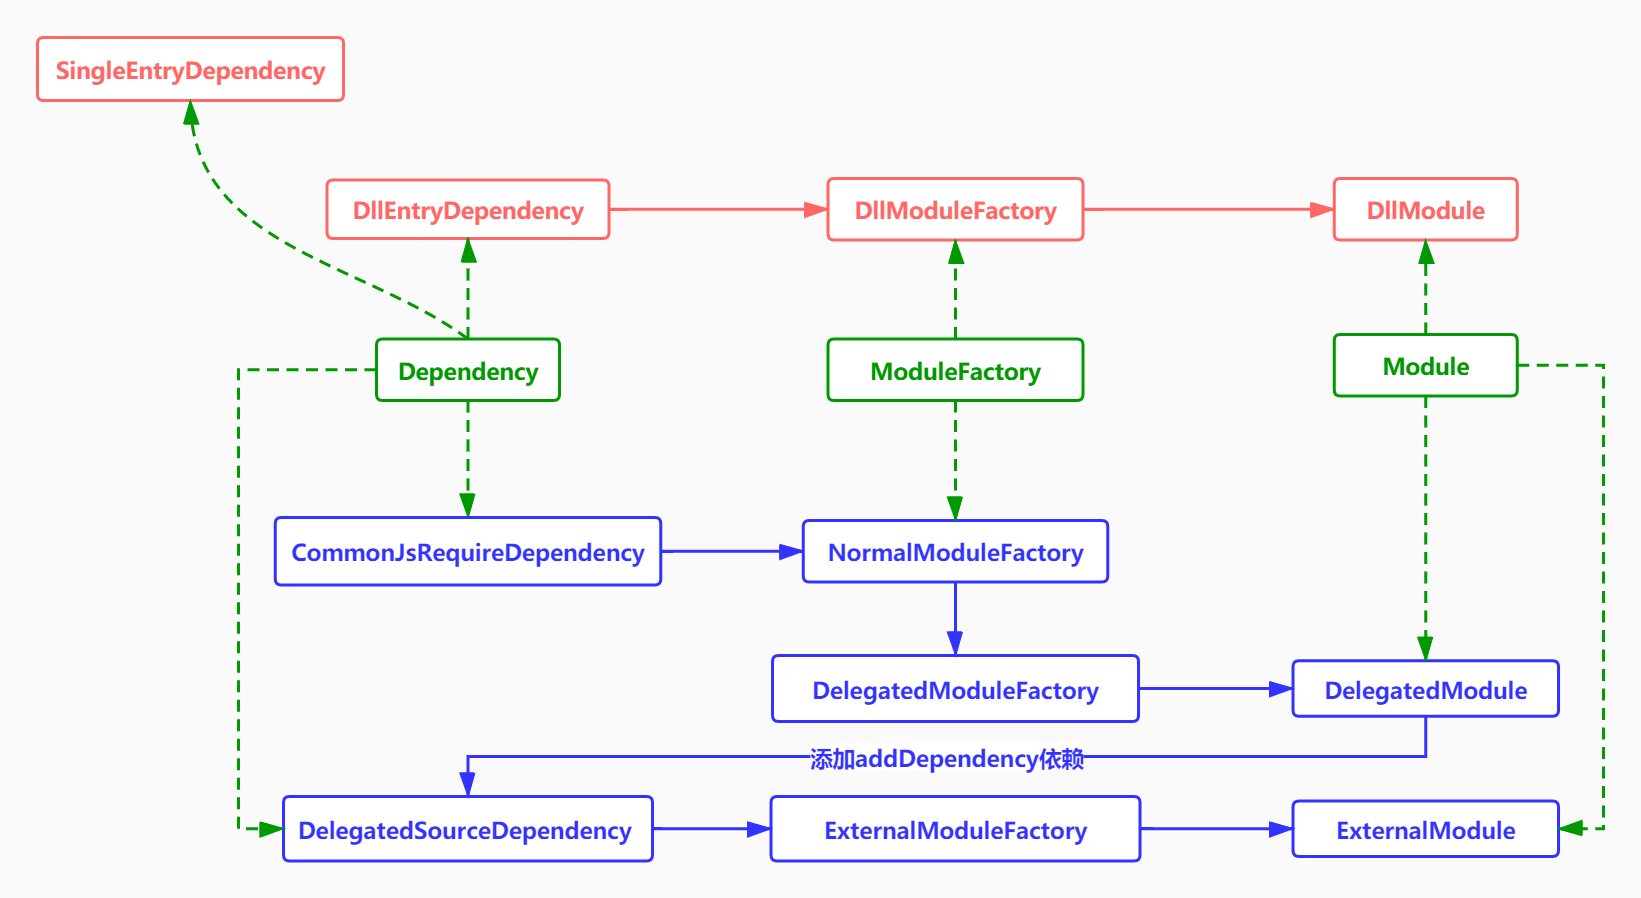 SingleEntryDependency
DllEntryDependency
DllModuleFactory
DllModule
Dependency
ModuleFactory
Module
CommonJsRequireDependency
NormalModuleFactory
DelegatedModuleFactory
DelegatedModule
添加addDependency依赖
DelegatedSourceDependency
ExternalModuleFactory
ExternalModule